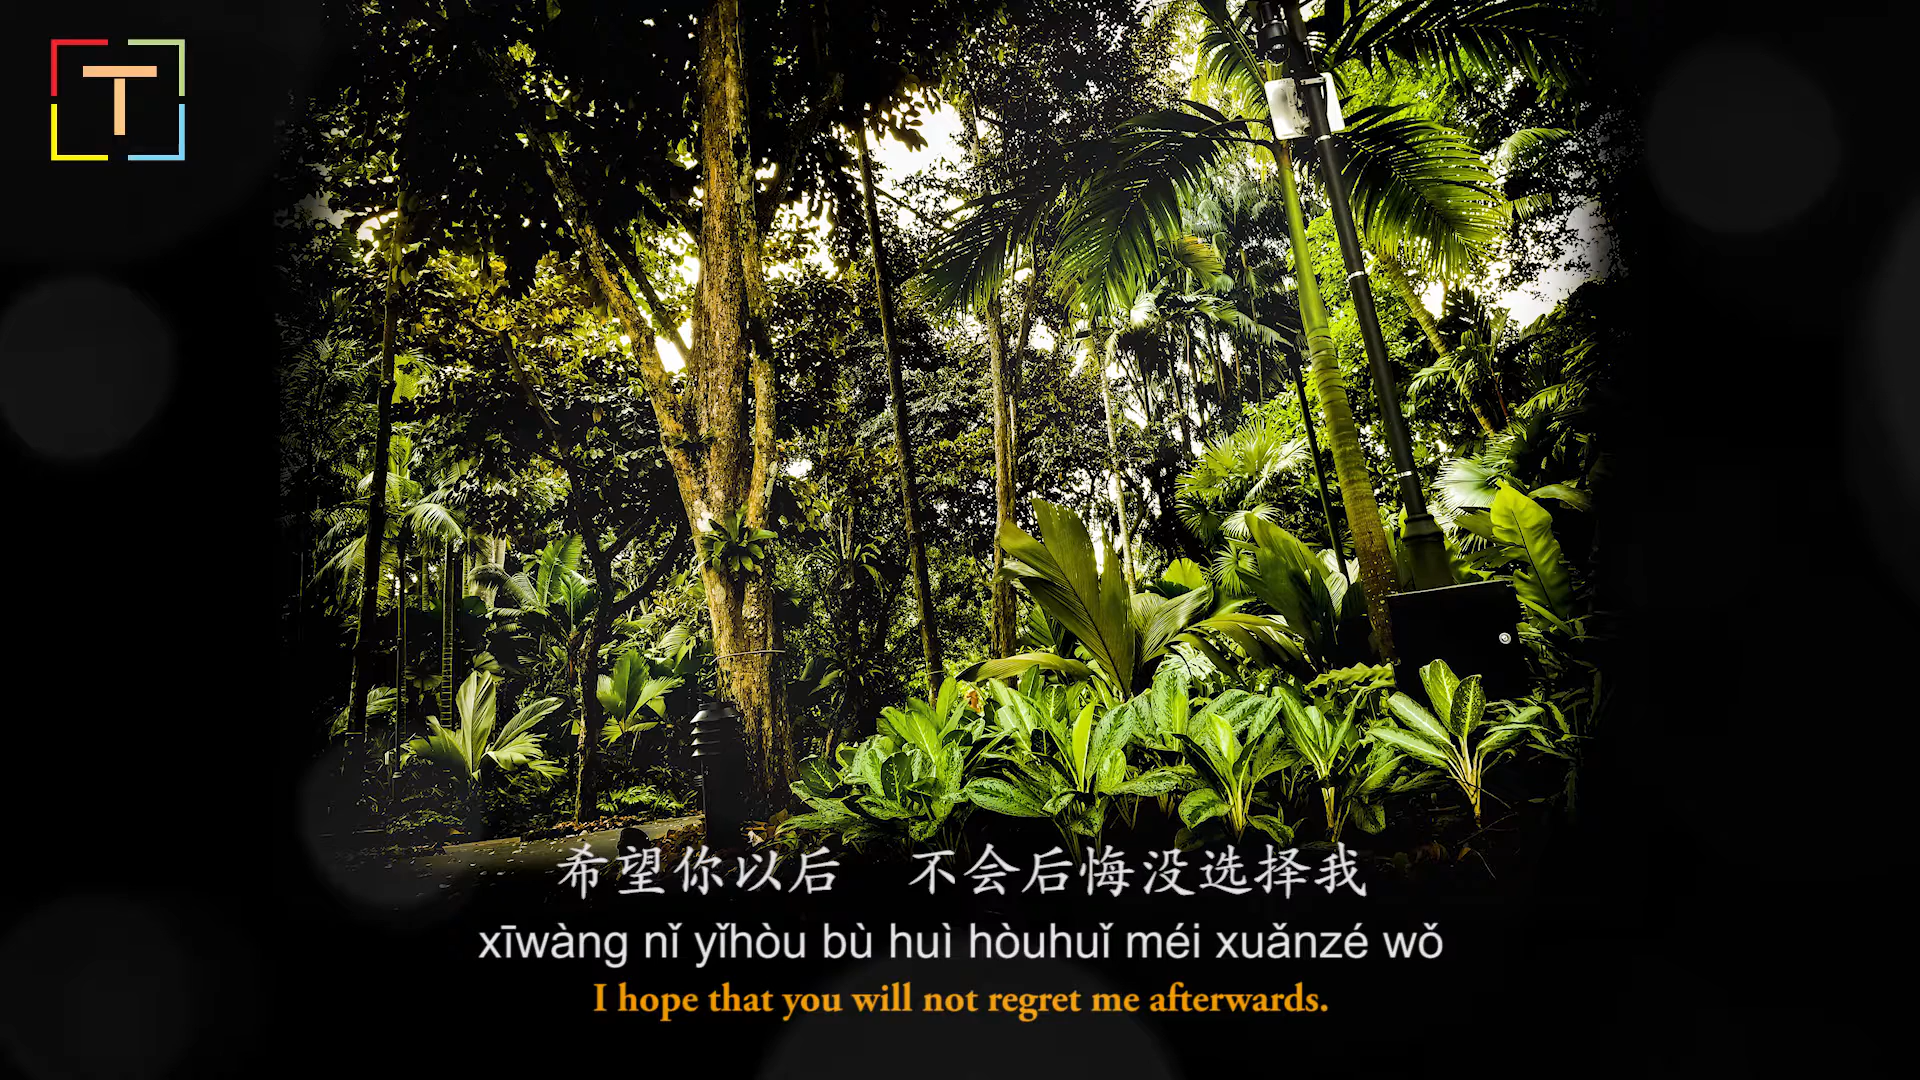 T
希望你以后 不会后悔没选择我
xīwàng nǐ yǐhòu bù huì hòuhuǐ méi xuǎnzé wǒ
I hope that you will not regret me afterwards.